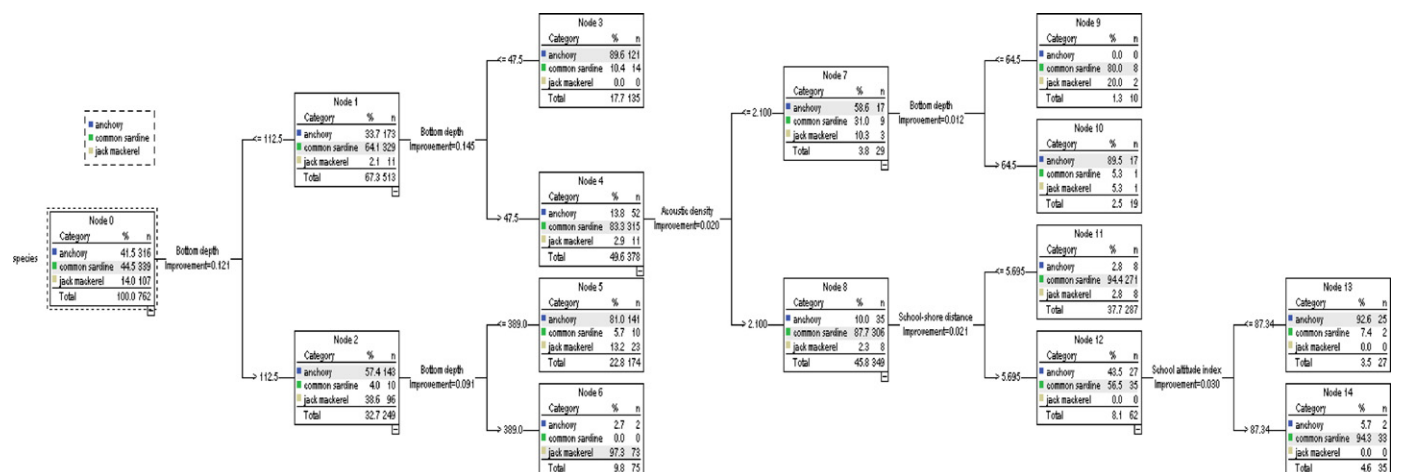 species
anchovy
common sardine
jack mackerel
Node 0
Category % n
anchovy 41.5 316
common sardine 44.5 339
jack mackerel 14.0 107
Total 100.0 762
Bottom depth
Improvement=0.121
<= 112.5
> 112.5
Node 1
Category % n
anchovy 33.7 173
common sardine 64.1 329
jack mackerel 2.1 11
Total 67.3 513
Node 2
Category % n
anchovy 57.4 143
common sardine 4.0 10
jack mackerel 38.6 96
Total 32.7 249
Bottom depth
Improvement=0.145
<= 47.5
> 47.5
Bottom depth
Improvement=0.091
<= 389.0
> 389.0
Node 3
Category % n
anchovy 89.6 121
common sardine 10.4 14
jack mackerel 0.0 0
Total 17.7 135
Node 4
Category % n
anchovy 13.8 52
common sardine 83.3 315
jack mackerel 2.9 11
Total 49.6 378
Node 5
Category % n
anchovy 81.0 141
common sardine 5.7 10
jack mackerel 13.2 23
Total 22.8 174
Node 6
Category % n
anchovy 2.7 2
common sardine 0.0 0
jack mackerel 97.3 73
Total 9.8 75
Acoustic density
Improvement=0.020
<= 2.100
> 2.100
Node 7
Category % n
anchovy 58.6 17
common sardine 31.0 9
jack mackerel 10.3 3
Total 3.8 29
Node 8
Category % n
anchovy 10.0 35
common sardine 87.7 306
jack mackerel 2.3 8
Total 45.8 349
Bottom depth
Improvement=0.012
<= 64.5
> 64.5
School-shore distance
Improvement=0.021
<= 5.695
> 5.695
Node 9
Category % n
anchovy 0.0 0
common sardine 80.0 8
jack mackerel 20.0 2
Total 1.3 10
Node 10
Category % n
anchovy 89.5 17
common sardine 5.3 1
jack mackerel 5.3 1
Total 2.5 19
Node 11
Category % n
anchovy 2.8 8
common sardine 94.4 271
jack mackerel 2.8 8
Total 37.7 287
Node 12
Category % n
anchovy 43.5 27
common sardine 56.5 35
jack mackerel 0.0 0
Total 8.1 62
School altitude index
Improvement=0.030
<= 87.34
> 87.34
Node 13
Category % n
anchovy 92.6 25
common sardine 7.4 2
jack mackerel 0.0 0
Total 3.5 27
Node 14
Category % n
anchovy 5.7 2
common sardine 94.3 33
jack mackerel 0.0 0
Total 4.6 35